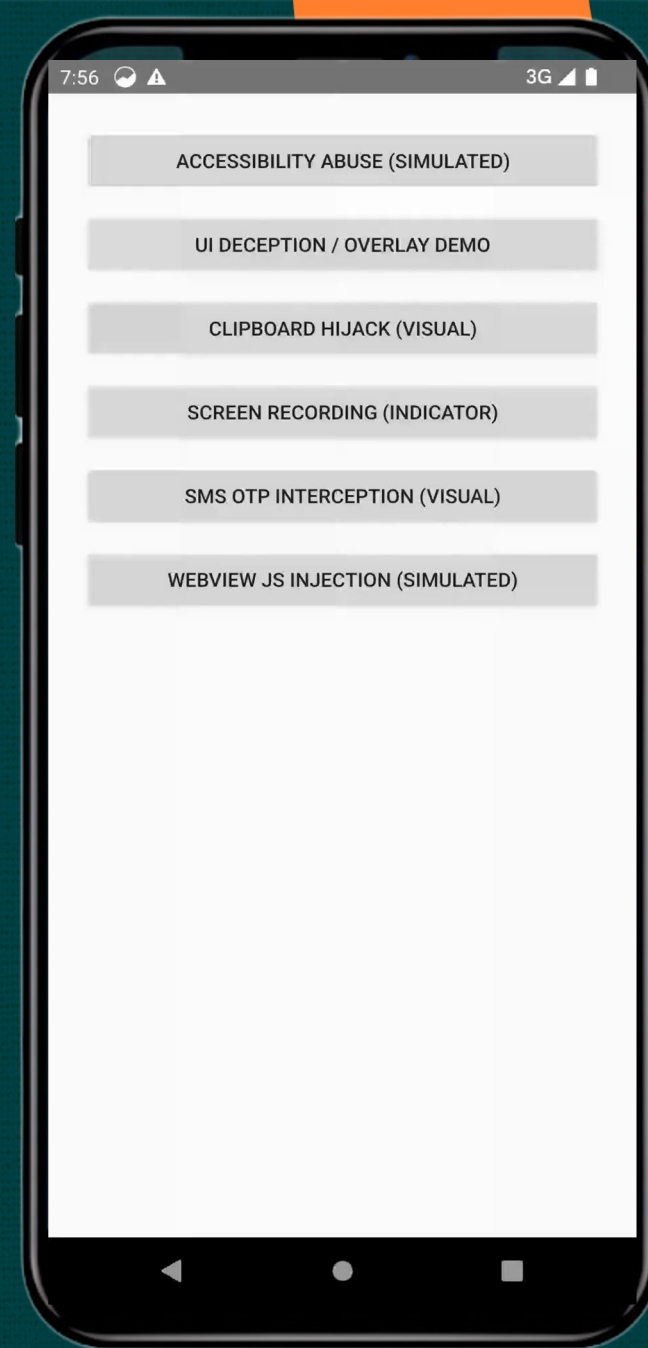 7:56 3G
ACCESSIBILITY ABUSE (SIMULATED)
UI DECEPTION / OVERLAY DEMO
CLIPBOARD HIJACK (VISUAL)
SCREEN RECORDING (INDICATOR)
SMS OTP INTERCEPTION (VISUAL)
WEBVIEW JS INJECTION (SIMULATED)